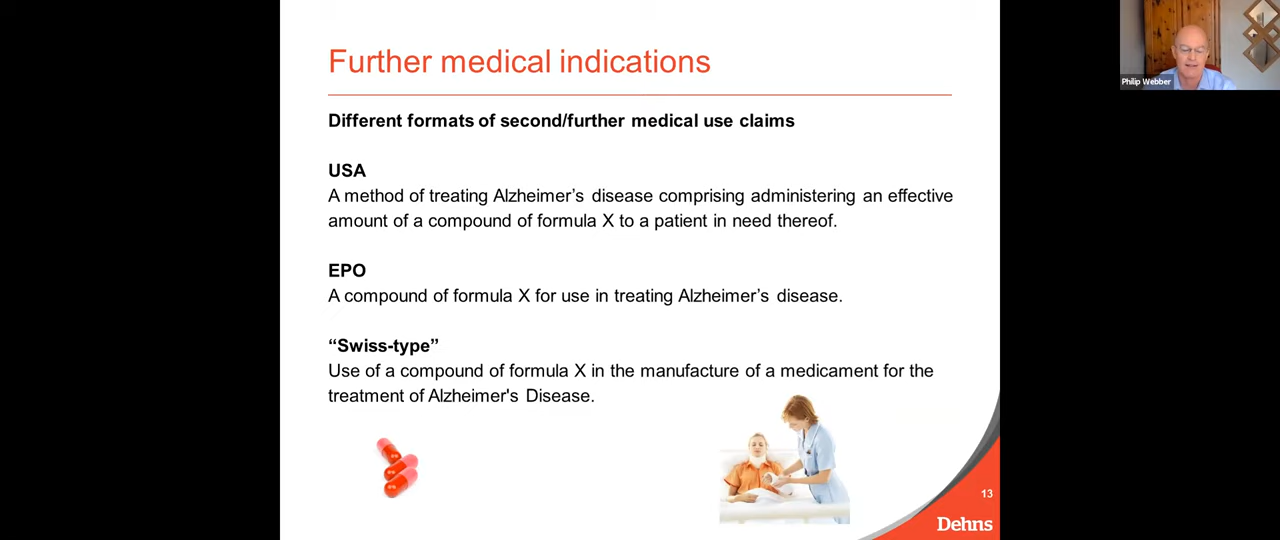 Further medical indications
Different formats of second/further medical use claims
USA
A method of treating Alzheimer’s disease comprising administering an effective
amount of a compound of formula X to a patient in need thereof.
EPO
A compound of formula X for use in treating Alzheimer’s disease.
“Swiss-type”
Use of a compound of formula X in the manufacture of a medicament for the
treatment of Alzheimer's Disease.
13
Dehns
Philip Webber